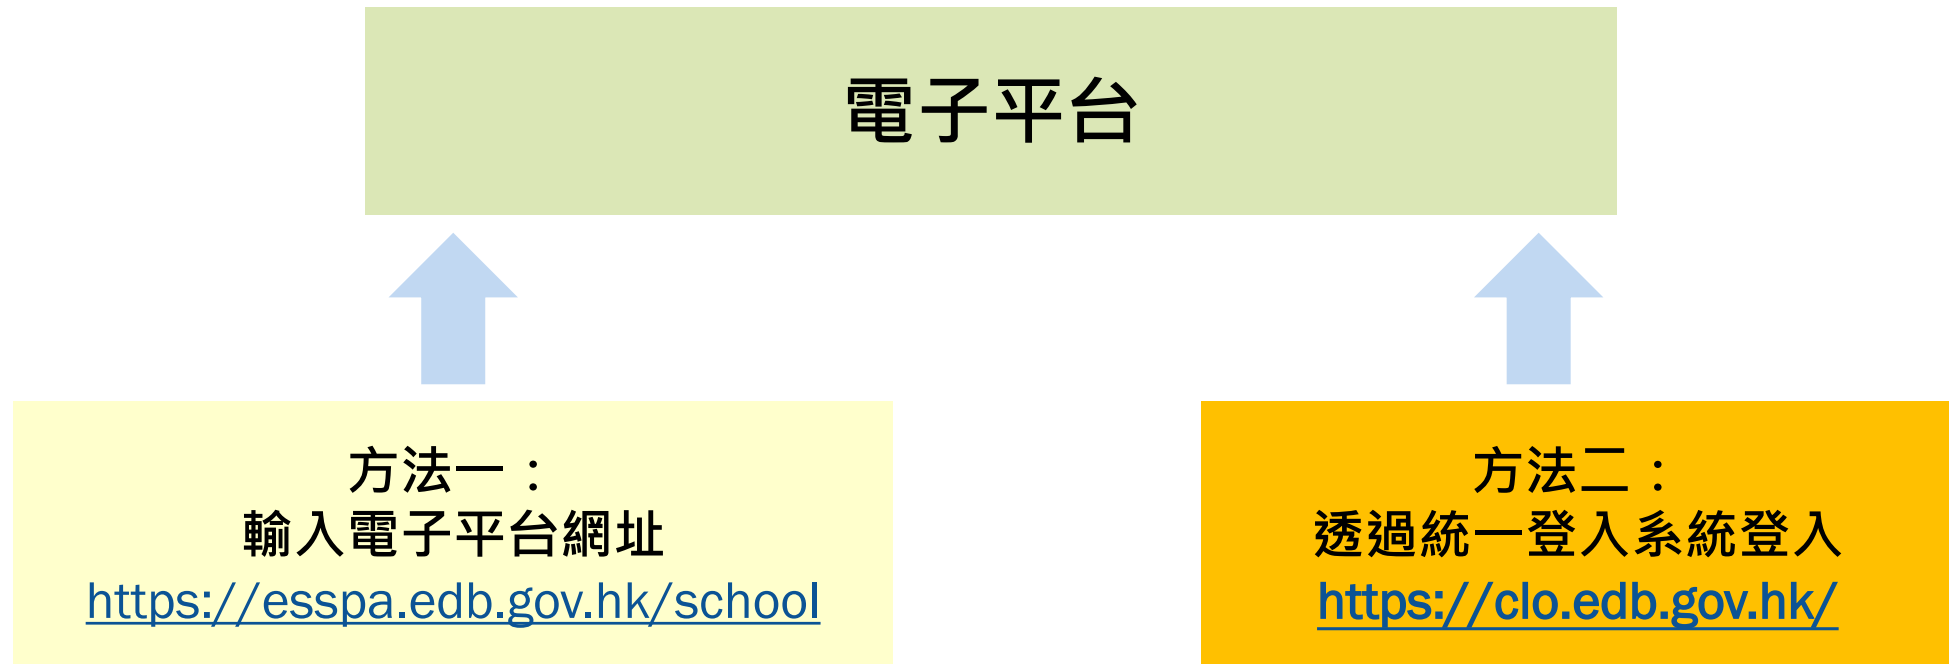 電子平台
方法一：
輸入電子平台網址
https://esspa.edb.gov.hk/school
方法二：
透過統一登入系統登入
https://clo.edb.gov.hk/